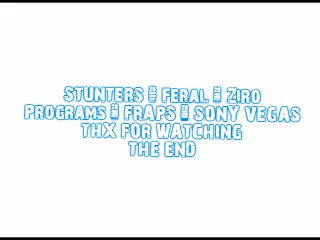 STUNTERS : FERAL : ZIRO
PROGRAMS : FRAPS : SONY VEGAS
THX FOR WATCHING
THE END